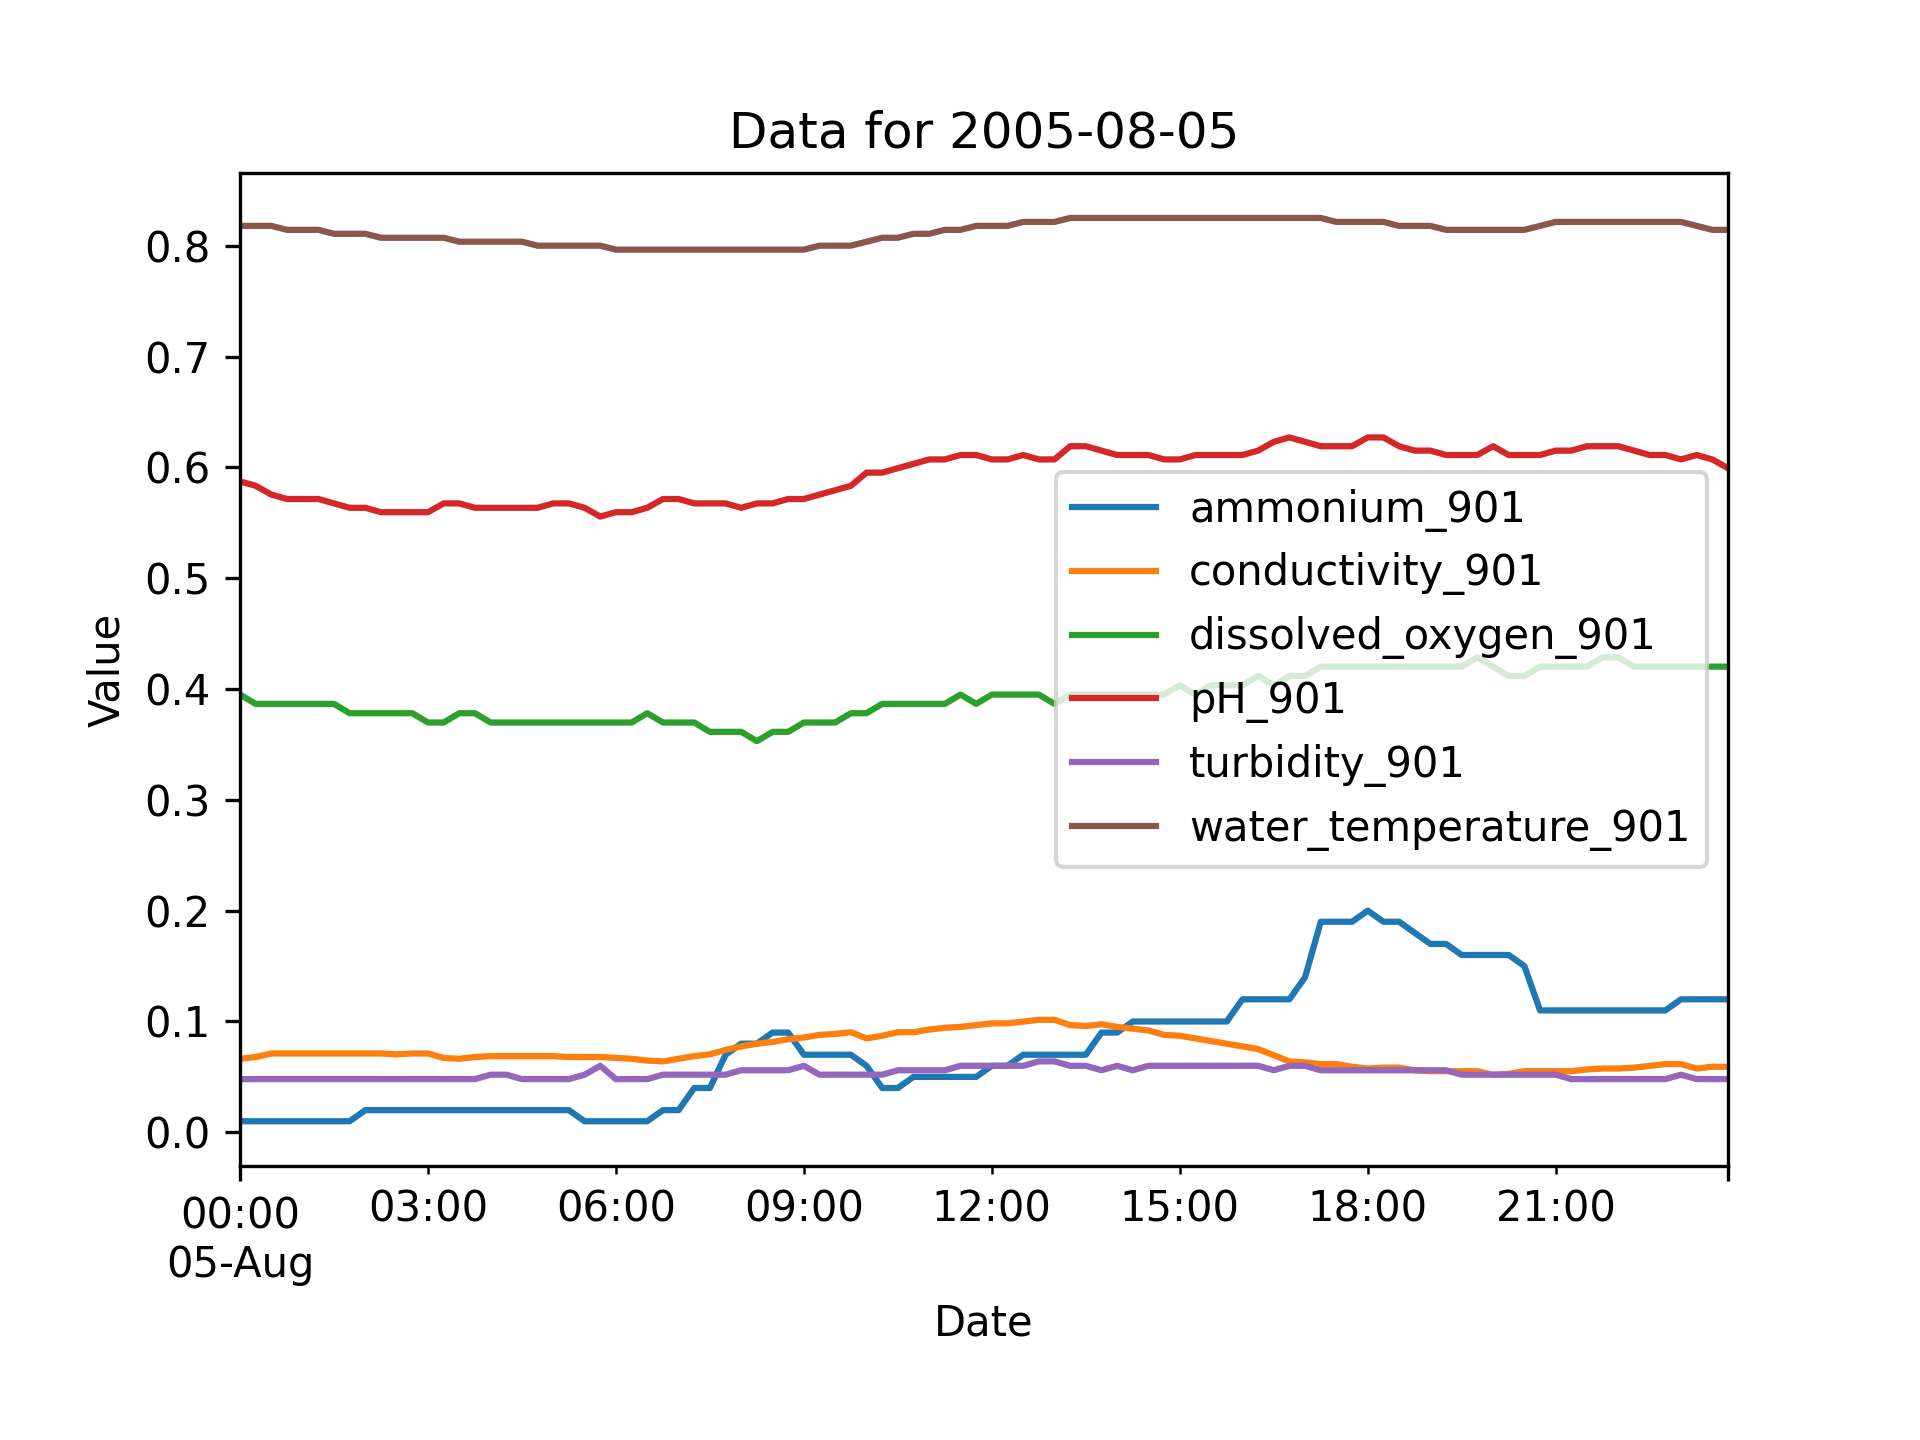 Data for 2005-08-05
Value
0.8
0.7
0.6
0.5
0.4
0.3
0.2
0.1
0.0
ammonium_901
conductivity_901
dissolved_oxygen_901
pH_901
turbidity_901
water_temperature_901
00:00 03:00 06:00 09:00 12:00 15:00 18:00 21:00
05-Aug
Date